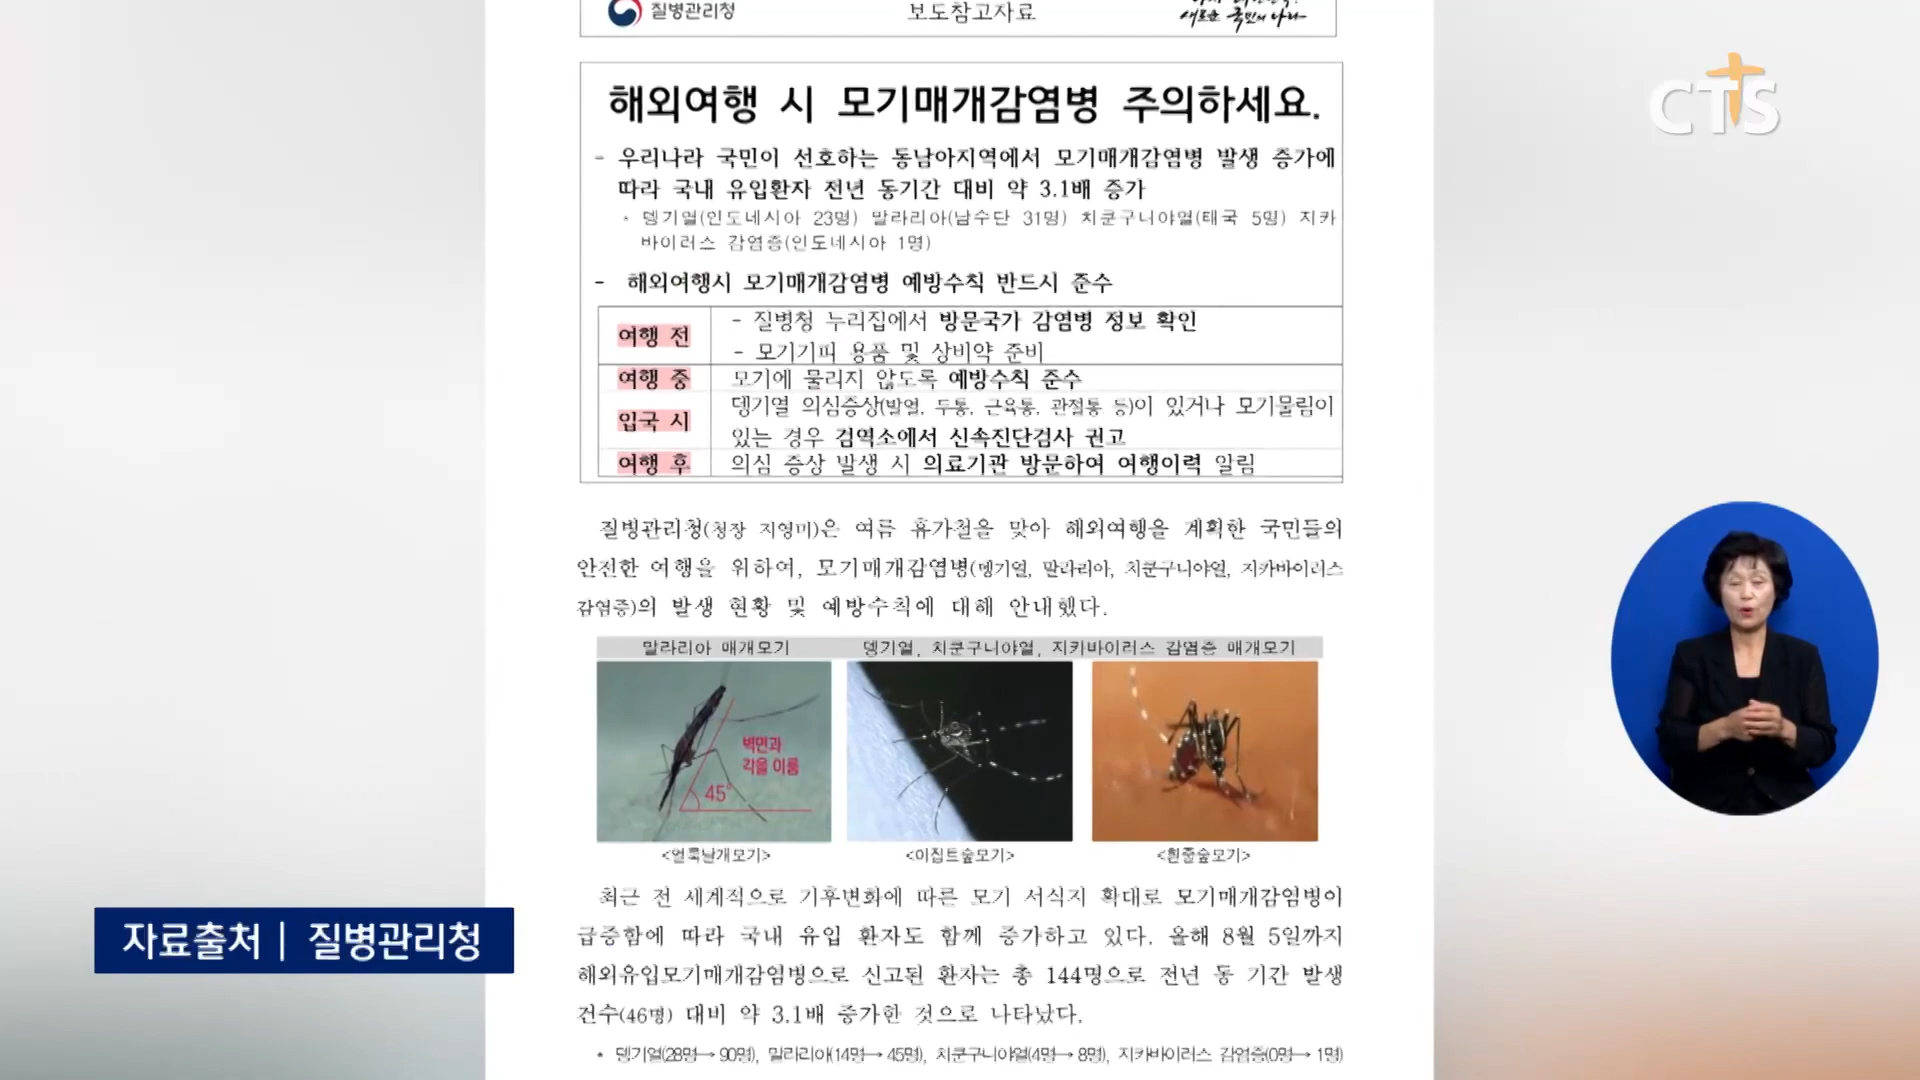 질병관리청
보도참고자료
새로운 국민의 나라
CTS
해외여행 시 모기매개감염병 주의하세요.
- 우리나라 국민이 선호하는 동남아지역에서 모기매개감염병 발생 증가에
따라 국내 유입환자 전년 동기간 대비 약 3.1배 증가
* 뎅기열(인도네시아 23명) 말라리아(남수단 31명) 치쿤구니야열(태국 5명) 지카
바이러스 감염증(인도네시아 1명)
- 해외여행시 모기매개감염병 예방수칙 반드시 준수
여행 전
- 질병청 누리집에서 방문국가 감염병 정보 확인
- 모기기피 용품 및 상비약 준비
여행 중
모기에 물리지 않도록 예방수칙 준수
입국 시
뎅기열 의심증상(발열, 두통, 근육통, 관절통 등)이 있거나 모기물림이
있는 경우 검역소에서 신속진단검사 권고
여행 후
의심 증상 발생 시 의료기관 방문하여 여행이력 알림
질병관리청(청장 지영미)은 여름 휴가철을 맞아 해외여행을 계획한 국민들의
안전한 여행을 위하여, 모기매개감염병(뎅기열, 말라리아, 치쿤구니야열, 지카바이러스
감염증)의 발생 현황 및 예방수칙에 대해 안내했다.
말라리아 매개모기
뎅기열, 치쿤구니야열, 지카바이러스 감염증 매개모기
벽면과
각을 이룸
45°
<얼룩날개모기>
<이집트숲모기>
<흰줄숲모기>
최근 전 세계적으로 기후변화에 따른 모기 서식지 확대로 모기매개감염병이
급증함에 따라 국내 유입 환자도 함께 증가하고 있다. 올해 8월 5일까지
해외유입모기매개감염병으로 신고된 환자는 총 144명으로 전년 동 기간 발생
건수(46명) 대비 약 3.1배 증가한 것으로 나타났다.
* 뎅기열(28명→ 90명), 말라리아(14명→ 45명), 치쿤구니야열(4명→ 8명), 지카바이러스 감염증(0명→ 1명)
자료출처 | 질병관리청